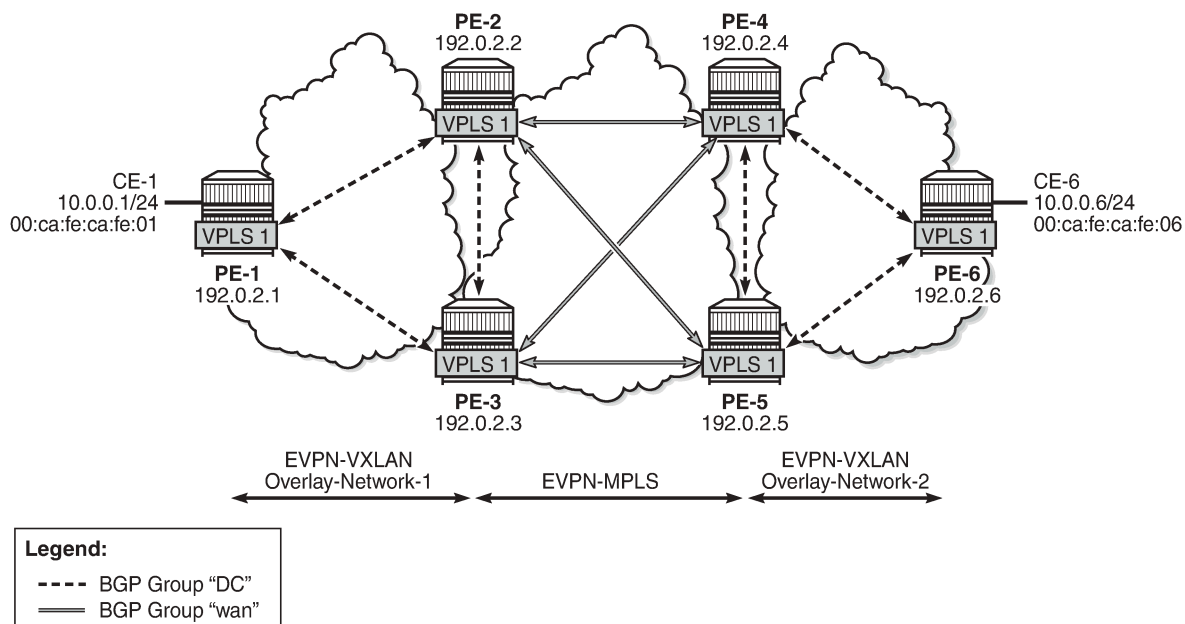 PE-2
192.0.2.2
PE-4
192.0.2.4
VPLS 1
VPLS 1
CE-1
10.0.0.1/24
00:ca:fe:ca:fe:01
VPLS 1
PE-1
192.0.2.1
CE-6
10.0.0.6/24
00:ca:fe:ca:fe:06
VPLS 1
PE-6
192.0.2.6
VPLS 1
PE-3
192.0.2.3
VPLS 1
PE-5
192.0.2.5
EVPN-VXLAN
Overlay-Network-1
EVPN-MPLS
EVPN-VXLAN
Overlay-Network-2
Legend:
BGP Group “DC”
BGP Group “wan”